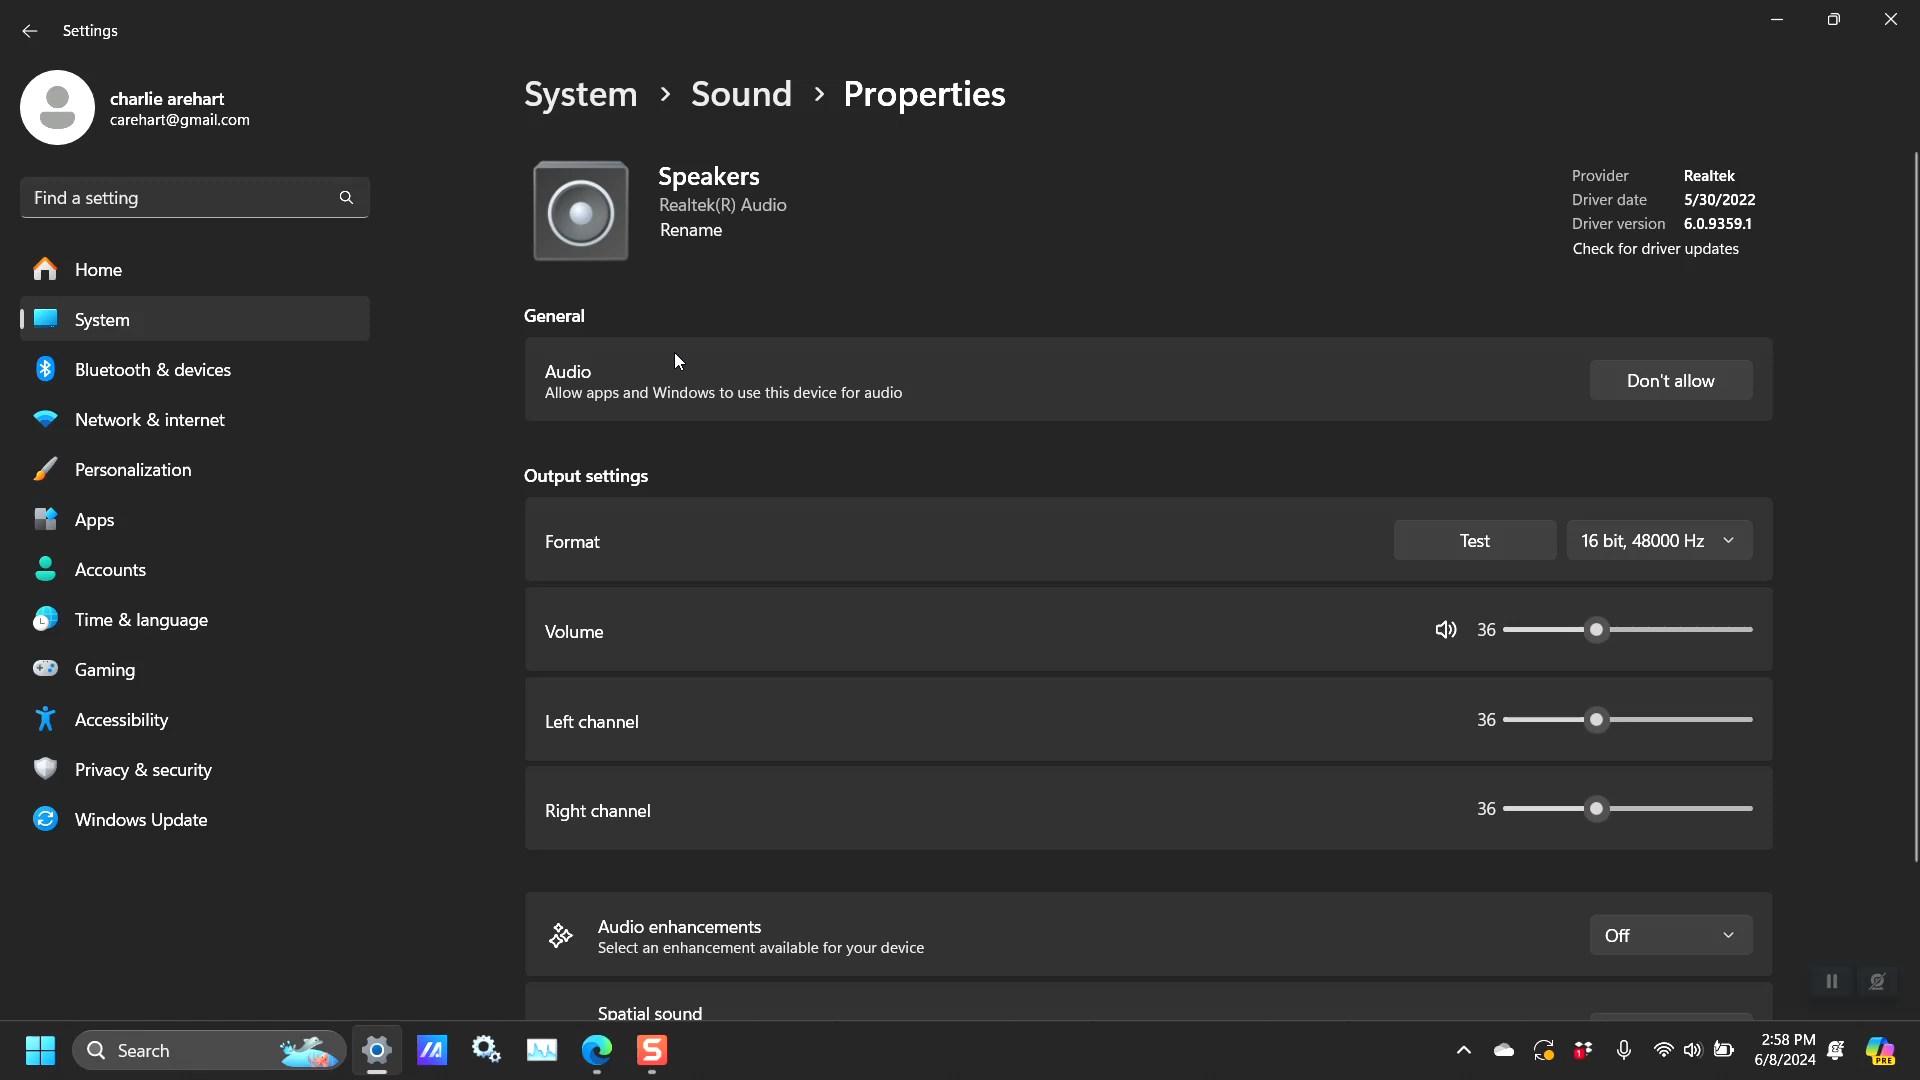 Settings
charlie arehart
carehart@gmail.com
Find a setting
Home
System
Bluetooth & devices
Network & internet
Personalization
Apps
Accounts
Time & language
Gaming
Accessibility
Privacy & security
Windows Update
System > Sound > Properties
Speakers
Realtek(R) Audio
Rename
Provider Realtek
Driver date 5/30/2022
Driver version 6.0.9359.1
Check for driver updates
General
Audio
Allow apps and Windows to use this device for audio
Don't allow
Output settings
Format Test 16 bit, 48000 Hz
Volume 36
Left channel 36
Right channel 36
Audio enhancements
Select an enhancement available for your device
Off
Spatial sound
Search
S
1
2:58 PM
6/8/2024
PRE